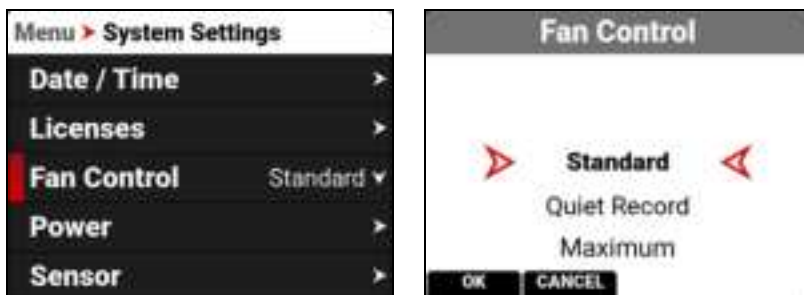 Menu > System Settings
Date / Time
Licenses
Fan Control Standard
Power
Sensor
Fan Control
Standard
Quiet Record
Maximum
OK CANCEL